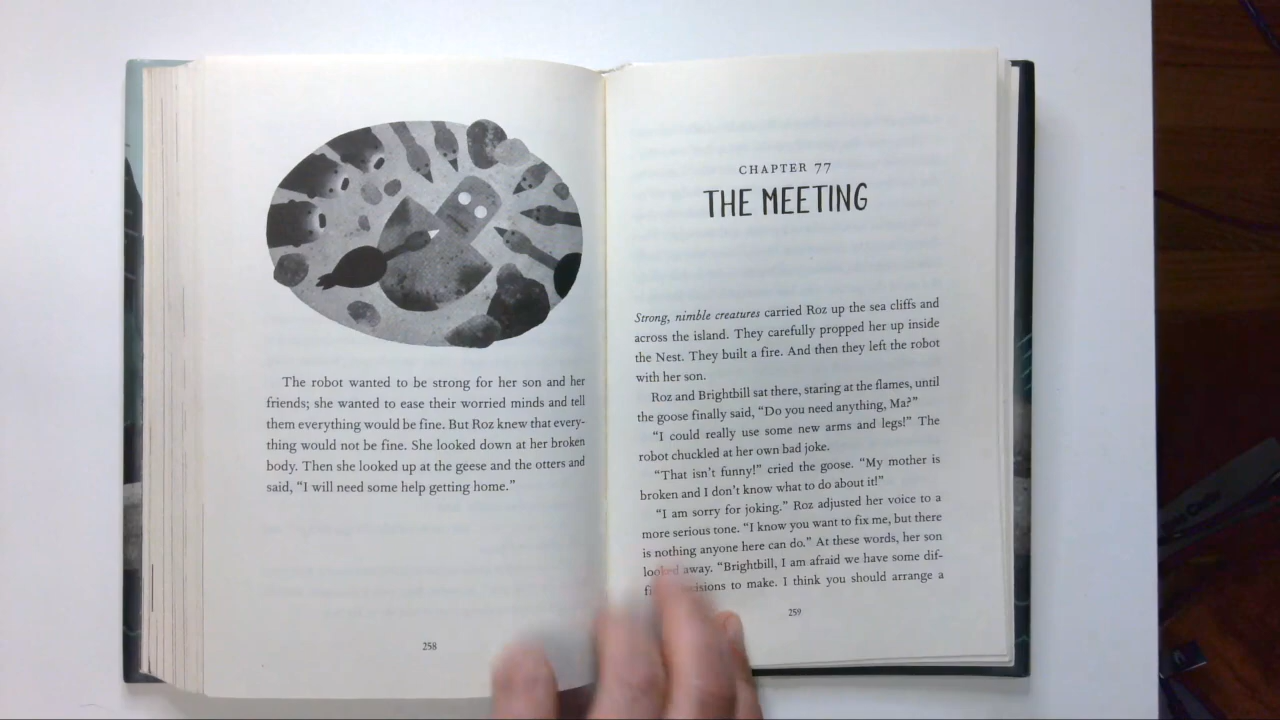 The robot wanted to be strong for her son and her
friends; she wanted to ease their worried minds and tell
them everything would be fine. But Roz knew that every-
thing would not be fine. She looked down at her broken
body. Then she looked up at the geese and the otters and
said, “I will need some help getting home.”
258
CHAPTER 77
THE MEETING
Strong, nimble creatures carried Roz up the sea cliffs and
across the island. They carefully propped her up inside
the Nest. They built a fire. And then they left the robot
with her son.
Roz and Brightbill sat there, staring at the flames, until
the goose finally said, “Do you need anything, Ma?”
“I could really use some new arms and legs!” The
robot chuckled at her own bad joke.
“That isn’t funny!” cried the goose. “My mother is
broken and I don’t know what to do about it!”
“I am sorry for joking.” Roz adjusted her voice to a
more serious tone. “I know you want to fix me, but there
is nothing anyone here can do.” At these words, her son
looked away. “Brightbill, I am afraid we have some dif-
to make. I think you should arrange a
259